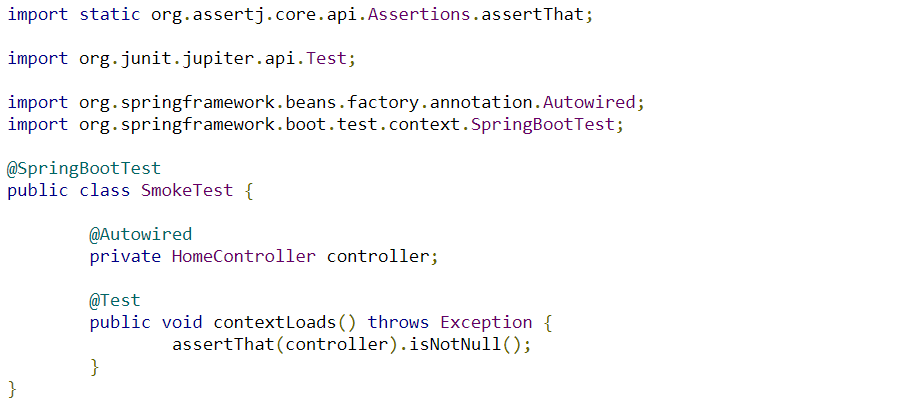 import static org.assertj.core.api.Assertions.assertThat;
import org.junit.jupiter.api.Test;
import org.springframework.beans.factory.annotation.Autowired;
import org.springframework.boot.test.context.SpringBootTest;
@SpringBootTest
public class SmokeTest {
@Autowired
private HomeController controller;
@Test
public void contextLoads() throws Exception {
assertThat(controller).isNotNull();
}
}